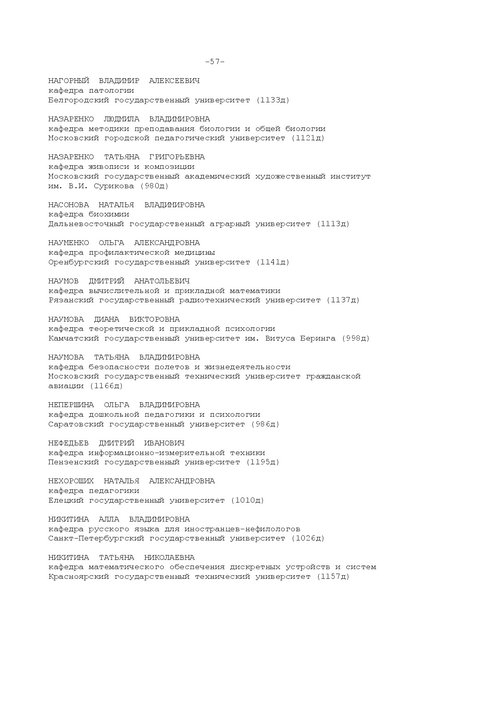 -57-
НАГОРНЫЙ ВЛАДИМИР АЛЕКСЕЕВИЧ
кафедра патологии
Белгородский государственный университет (1133д)
НАЗАРЕНКО ЛЮДМИЛА ВЛАДИМИРОВНА
кафедра методики преподавания биологии и общей биологии
Московский городской педагогический университет (1121д)
НАЗАРЕНКО ТАТЬЯНА ГРИГОРЬЕВНА
кафедра живописи и композиции
Московский государственный академический художественный институт
им. В.И. Сурикова (980д)
НАСОНОВА НАТАЛЬЯ ВЛАДИМИРОВНА
кафедра биохимии
Дальневосточный государственный аграрный университет (1113д)
НАУМЕНКО ОЛЬГА АЛЕКСАНДРОВНА
кафедра профилактической медицины
Оренбургский государственный университет (1141д)
НАУМОВ ДМИТРИЙ АНАТОЛЬЕВИЧ
кафедра вычислительной и прикладной математики
Рязанский государственный радиотехнический университет (1137д)
НАУМОВА ДИАНА ВИКТОРОВНА
кафедра теоретической и прикладной психологии
Камчатский государственный университет им. Витуса Беринга (998д)
НАУМОВА ТАТЬЯНА ВЛАДИМИРОВНА
кафедра безопасности полетов и жизнедеятельности
Московский государственный технический университет гражданской
авиации (1166д)
НЕПЕРШИНА ОЛЬГА ВЛАДИМИРОВНА
кафедра дошкольной педагогики и психологии
Саратовский государственный университет (986д)
НЕФЕДЬЕВ ДМИТРИЙ ИВАНОВИЧ
кафедра информационно-измерительной техники
Пензенский государственный университет (1195д)
НЕХОРОШИХ НАТАЛЬЯ АЛЕКСАНДРОВНА
кафедра педагогики
Елецкий государственный университет (1010д)
НИКИТИНА АЛЛА ВЛАДИМИРОВНА
кафедра русского языка для иностранцев-нефилологов
Санкт-Петербургский государственный университет (1026д)
НИКИТИНА ТАТЬЯНА НИКОЛАЕВНА
кафедра математического обеспечения дискретных устройств и систем
Красноярский государственный технический университет (1157д)